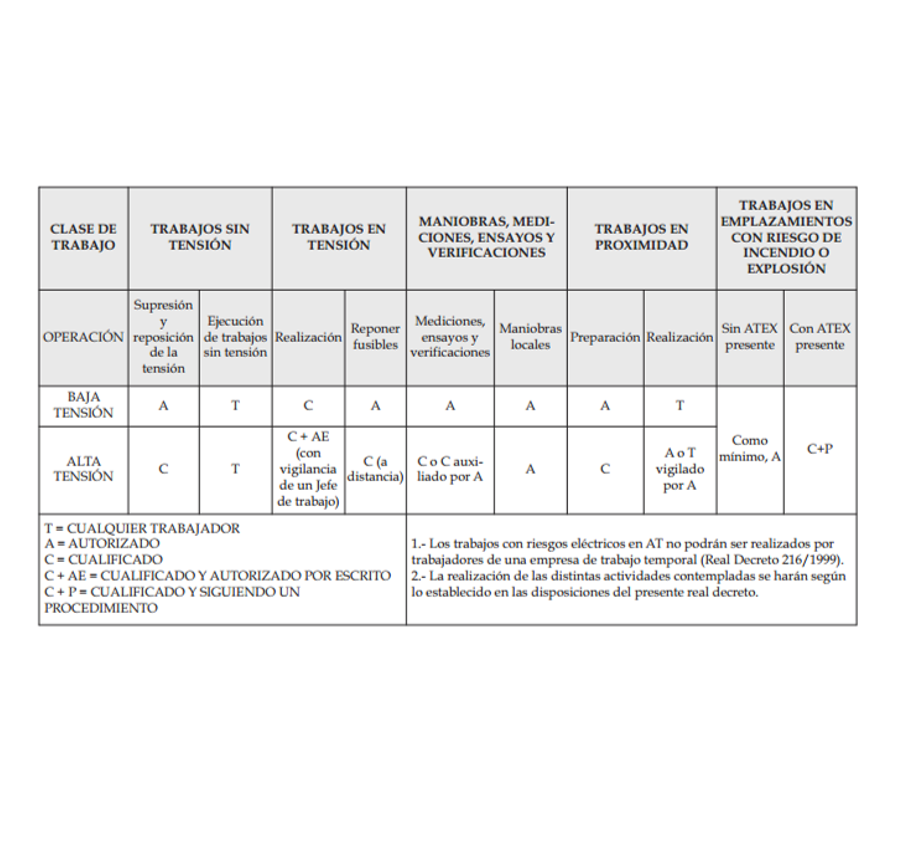 CLASE DE TRABAJO
TRABAJOS SIN TENSIÓN
TRABAJOS EN TENSIÓN
MANIOBRAS, MEDI-
CIONES, ENSAYOS Y
VERIFICACIONES
TRABAJOS EN PROXIMIDAD
TRABAJOS EN
EMPLAZAMIENTOS
CON RIESGO DE
INCENDIO O
EXPLOSIÓN
OPERACIÓN
Supresión
y
reposición
de la
tensión
Ejecución
de trabajos
sin tensión
Realización
Reponer
fusibles
Mediciones,
ensayos y
verificaciones
Maniobras
locales
Preparación
Realización
Sin ATEX
presente
Con ATEX
presente
BAJA
TENSIÓN
A
T
C
A
A
A
A
T
Como
mínimo, A
C+P
ALTA
TENSIÓN
C
T
C + AE
(con
vigilancia
de un Jefe
de trabajo)
C (a
distancia)
C o C auxi-
liado por A
A
C
A o T
vigilado
por A
T = CUALQUIER TRABAJADOR
A = AUTORIZADO
C = CUALIFICADO
C + AE = CUALIFICADO Y AUTORIZADO POR ESCRITO
C + P = CUALIFICADO Y SIGUIENDO UN
PROCEDIMIENTO
1.- Los trabajos con riesgos eléctricos en AT no podrán ser realizados por
trabajadores de una empresa de trabajo temporal (Real Decreto 216/1999).
2.- La realización de las distintas actividades contempladas se harán según
lo establecido en las disposiciones del presente real decreto.